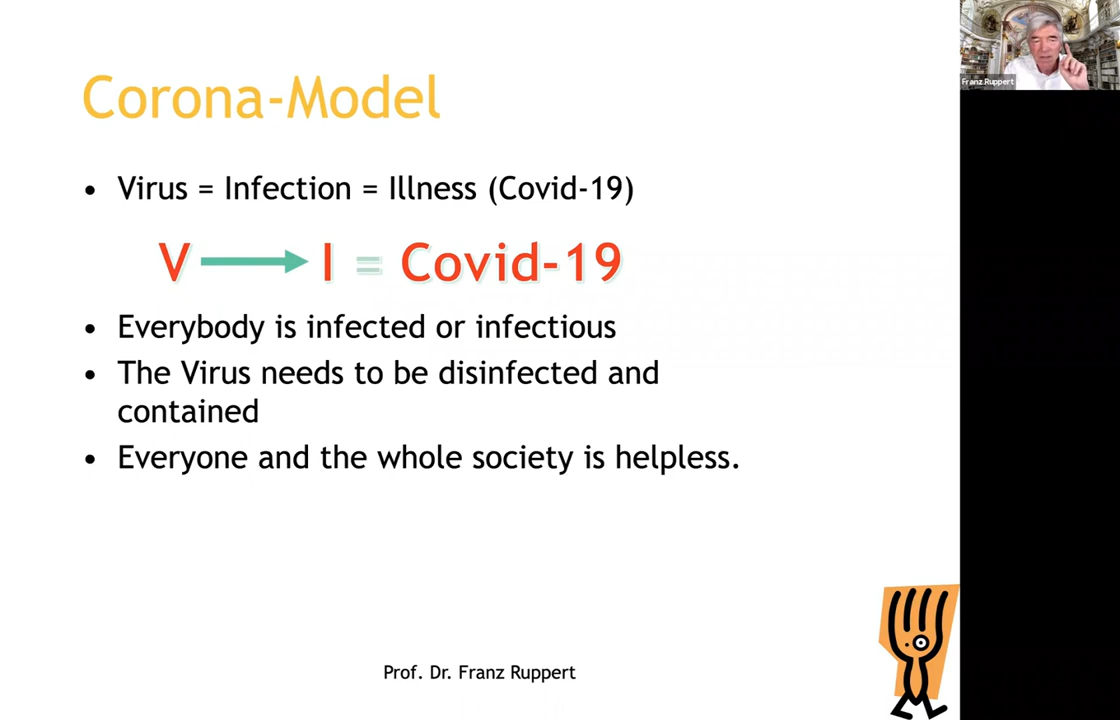 Corona-Model
• Virus = Infection = Illness (Covid-19)
V I = Covid-19
• Everybody is infected or infectious
• The Virus needs to be disinfected and
contained
• Everyone and the whole society is helpless.
Prof. Dr. Franz Ruppert
Franz Ruppert